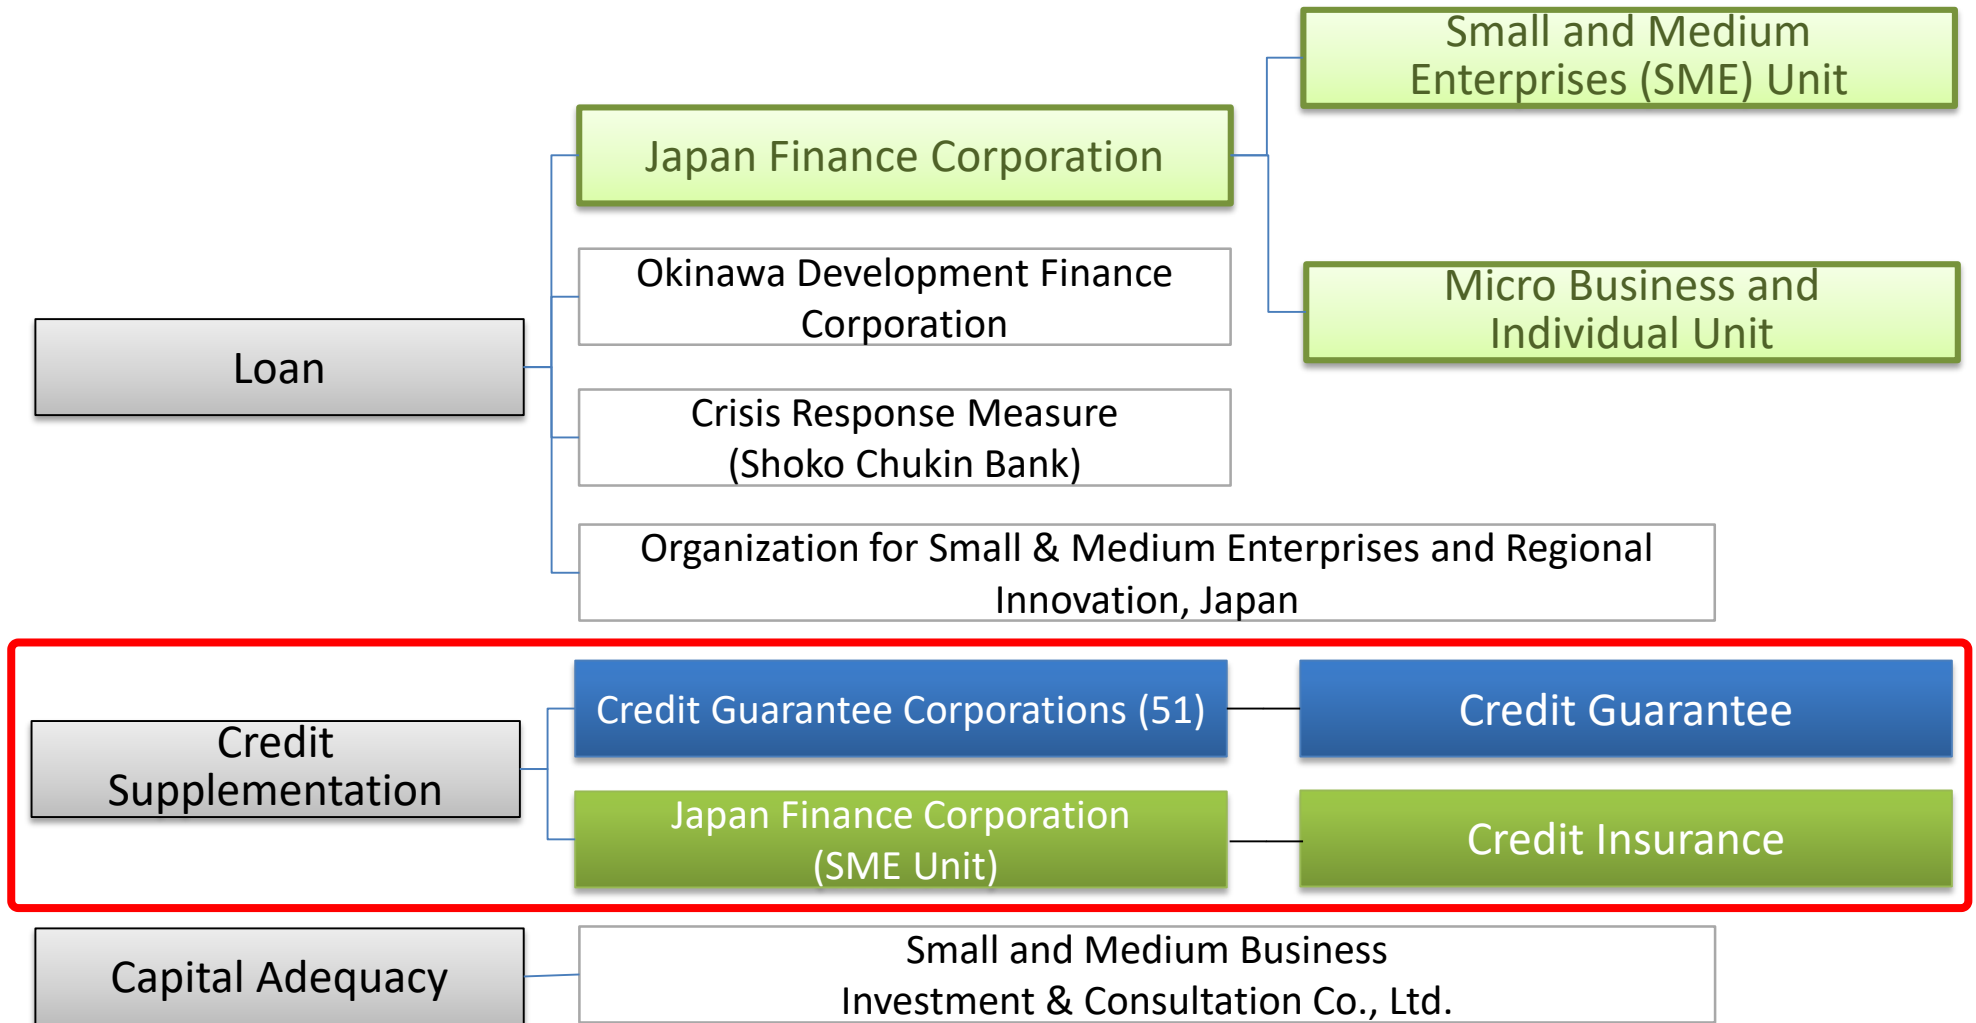 Small and Medium
Enterprises (SME) Unit
Japan Finance Corporation
Okinawa Development Finance
Corporation
Micro Business and
Individual Unit
Loan
Crisis Response Measure
(Shoko Chukin Bank)
Organization for Small & Medium Enterprises and Regional
Innovation, Japan
Credit
Supplementation
Credit Guarantee Corporations (51)
Credit Guarantee
Japan Finance Corporation
(SME Unit)
Credit Insurance
Capital Adequacy
Small and Medium Business
Investment & Consultation Co., Ltd.